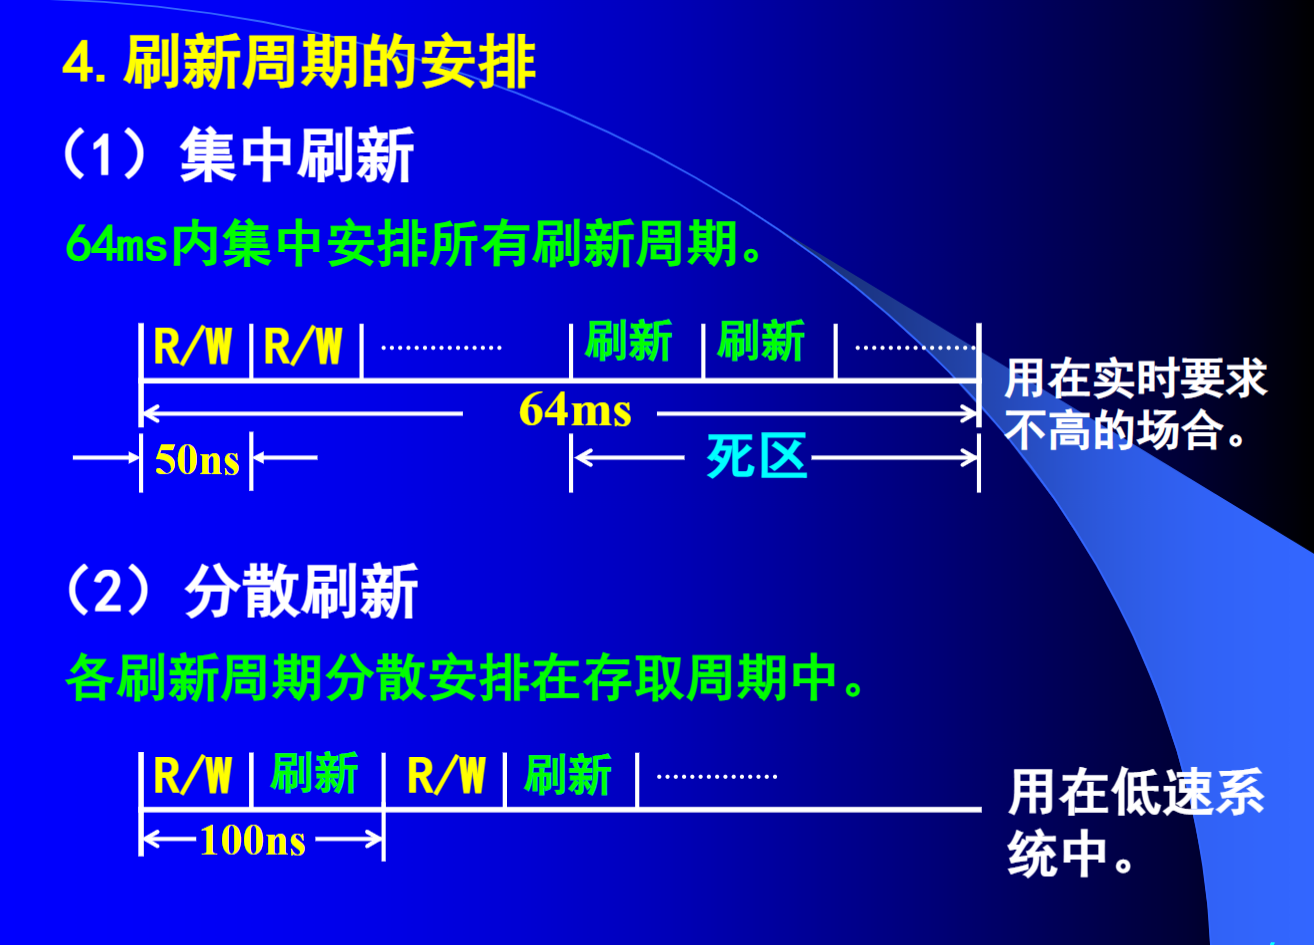 4.刷新周期的安排
（1）集中刷新
64ms内集中安排所有刷新周期。
R/W R/W …………… 刷新 刷新 ……………
用在实时要求
不高的场合。
64ms
50ns 死区
（2）分散刷新
各刷新周期分散安排在存取周期中。
R/W 刷新 R/W 刷新 ……………
用在低速系
统中。
100ns